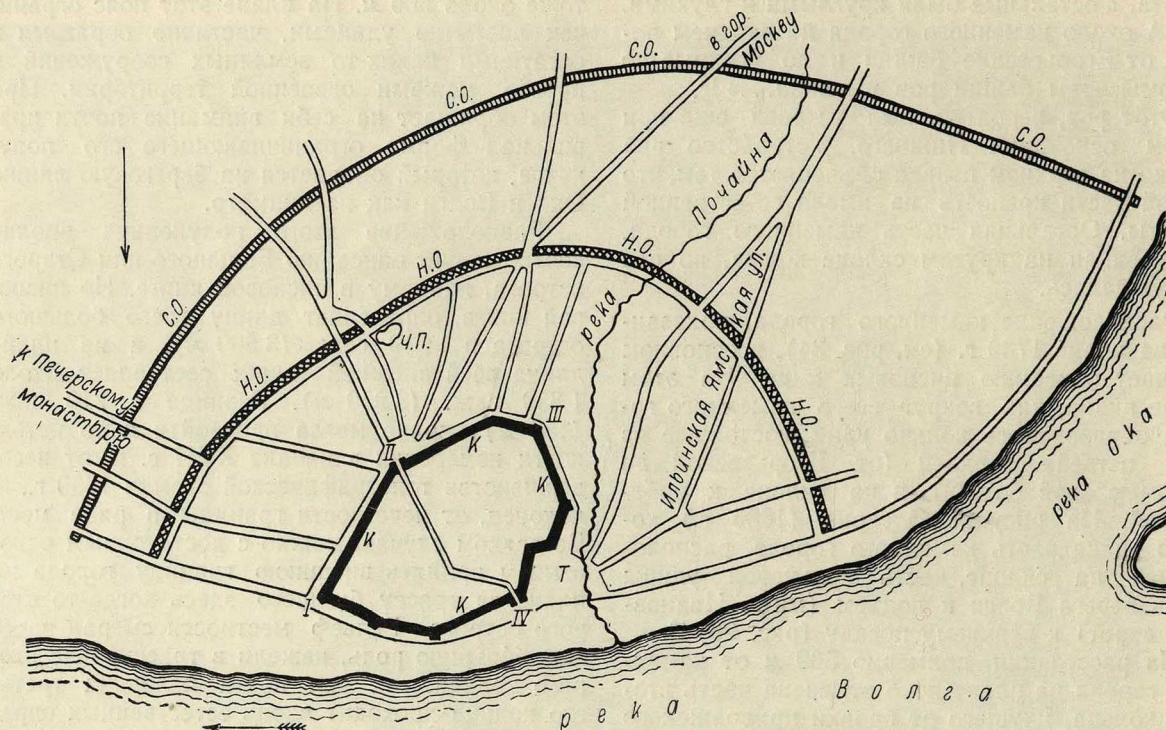 в гор.
Москву
С.О.
С.О.
С.О.
С.О.
река Почайна
Н.О.
Н.О
Н.О.
Н.О.
Ч.П.
К Печерскому
монастырю
Ильинская Ямская ул.
II
III
К
К
К
К
I
IV
Т
река Ока
река Волга